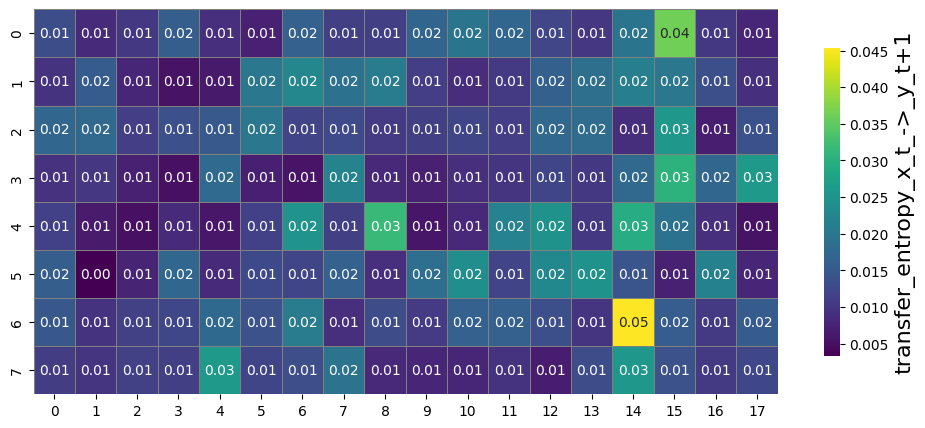 0 0.01 0.01 0.01 0.02 0.01 0.01 0.02 0.01 0.01 0.02 0.02 0.02 0.01 0.01 0.02 0.04 0.01 0.01
1 0.01 0.02 0.01 0.01 0.01 0.02 0.02 0.02 0.02 0.01 0.01 0.01 0.02 0.02 0.02 0.02 0.01 0.01
2 0.02 0.02 0.01 0.01 0.01 0.02 0.01 0.01 0.01 0.01 0.01 0.01 0.02 0.02 0.01 0.03 0.01 0.01
3 0.01 0.01 0.01 0.01 0.02 0.01 0.01 0.02 0.01 0.01 0.01 0.01 0.01 0.01 0.02 0.03 0.02 0.03
4 0.01 0.01 0.01 0.01 0.01 0.01 0.02 0.01 0.03 0.01 0.01 0.02 0.02 0.01 0.03 0.02 0.01 0.01
5 0.02 0.00 0.01 0.02 0.01 0.01 0.01 0.02 0.01 0.02 0.02 0.01 0.02 0.02 0.01 0.01 0.02 0.01
6 0.01 0.01 0.01 0.01 0.02 0.01 0.02 0.01 0.01 0.01 0.02 0.02 0.01 0.01 0.05 0.02 0.01 0.02
7 0.01 0.01 0.01 0.01 0.03 0.01 0.01 0.02 0.01 0.01 0.01 0.01 0.01 0.01 0.03 0.01 0.01 0.01
0 1 2 3 4 5 6 7 8 9 10 11 12 13 14 15 16 17
0.045
0.040
0.035
0.030
0.025
0.020
0.015
0.010
0.005
transfer_entropy_x_t_->_y_t+1